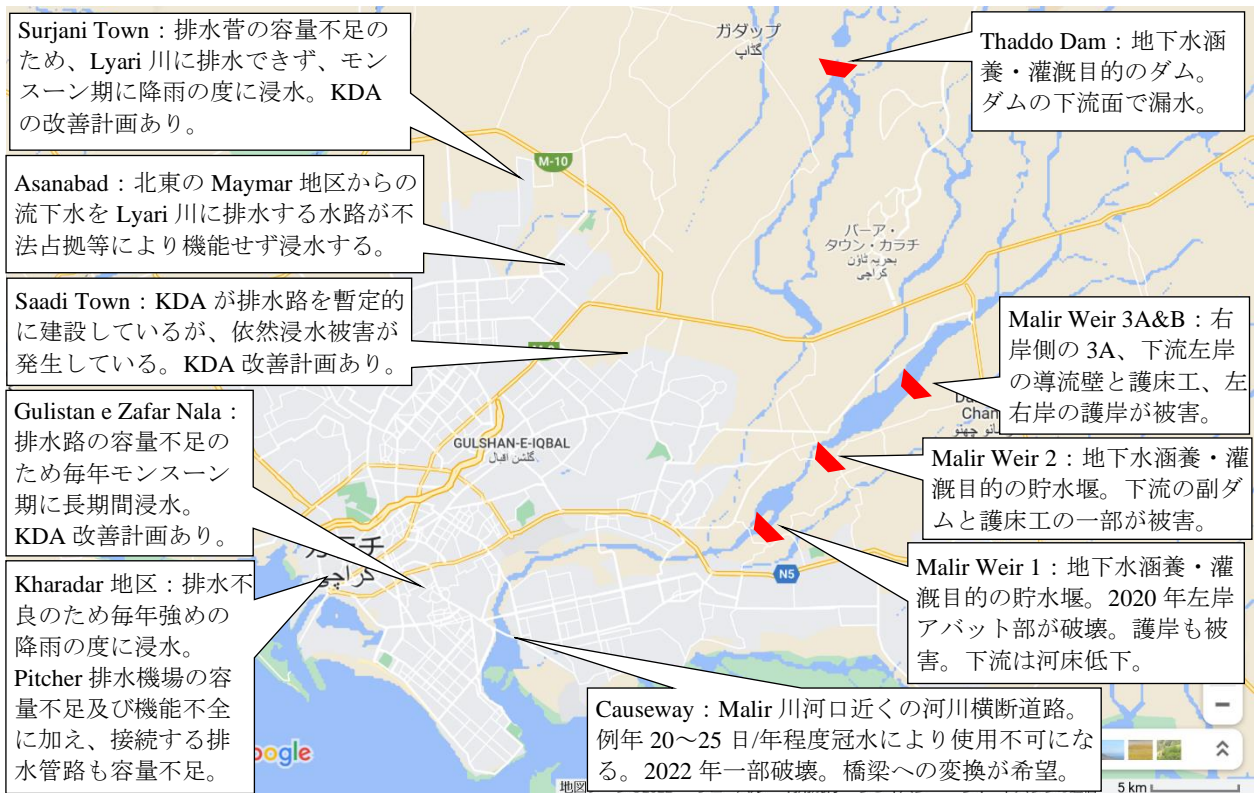 Surjani Town：排水菅の容量不足の
ため、Lyari 川に排水できず、モン
スーン期に降雨の度に浸水。KDA
の改善計画あり。
Asanabad：北東の Maymar 地区からの
流下水を Lyari 川に排水する水路が不
法占拠等により機能せず浸水する。
Saadi Town：KDA が排水路を暫定的
に建設しているが、依然浸水被害が
発生している。KDA 改善計画あり。
Gulistan e Zafar Nala：
排水路の容量不足の
ため毎年モンスーン
期に長期間浸水。
KDA 改善計画あり。
Kharadar 地区：排水不
良のため毎年強めの
降雨の度に浸水。
Pitcher 排水機場の容
量不足及び機能不全
に加え、接続する排
水管路も容量不足。
ガダップ
گڈاپ
M-10
バーア・
タウン・カラチ
بحریہ ٹاؤن
کراچی
GULSHAN-E-IQBAL
گلشن اقبال
カラチ
کراچی
N5
Thaddo Dam：地下水涵
養・灌漑目的のダム。
ダムの下流面で漏水。
Malir Weir 3A&B：右
岸側の 3A、下流左岸
の導流壁と護床工、左
右岸の護岸が被害。
Malir Weir 2：地下水涵養・灌
漑目的の貯水堰。下流の副ダ
ムと護床工の一部が被害。
Malir Weir 1：地下水涵養・灌
漑目的の貯水堰。2020 年左岸
アバット部が破壊。護岸も被
害。下流は河床低下。
Causeway：Malir 川河口近くの河川横断道路。
例年 20～25 日/年程度冠水により使用不可にな
る。2022 年一部破壊。橋梁への変換が希望。
ogle
地図
5 km